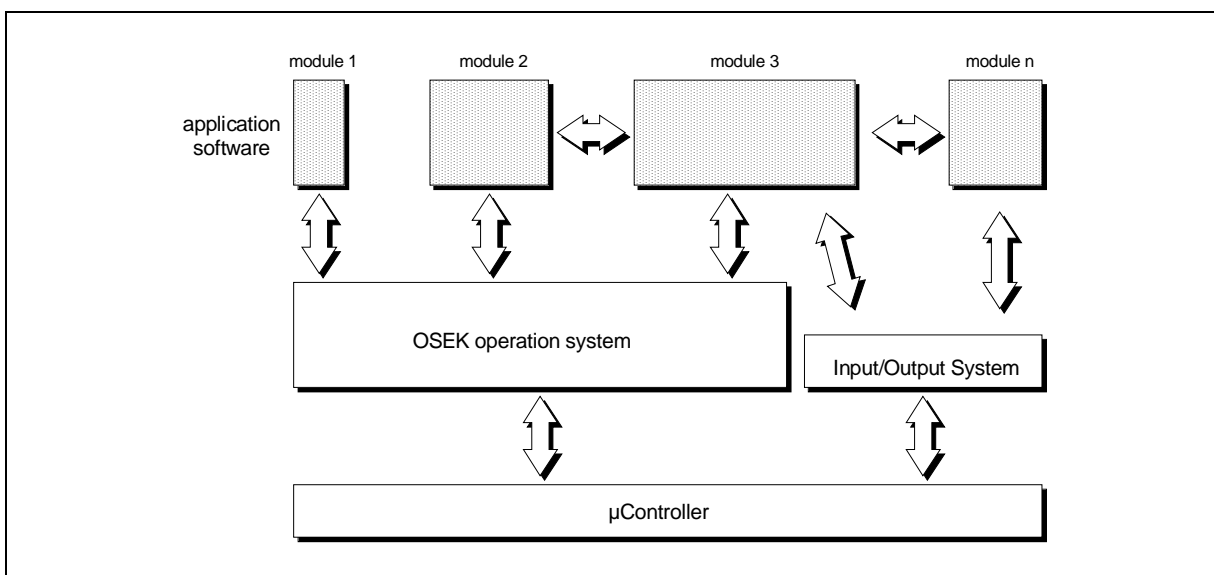 module 1
module 2
module 3
module n
application
software
OSEK operation system
Input/Output System
µController